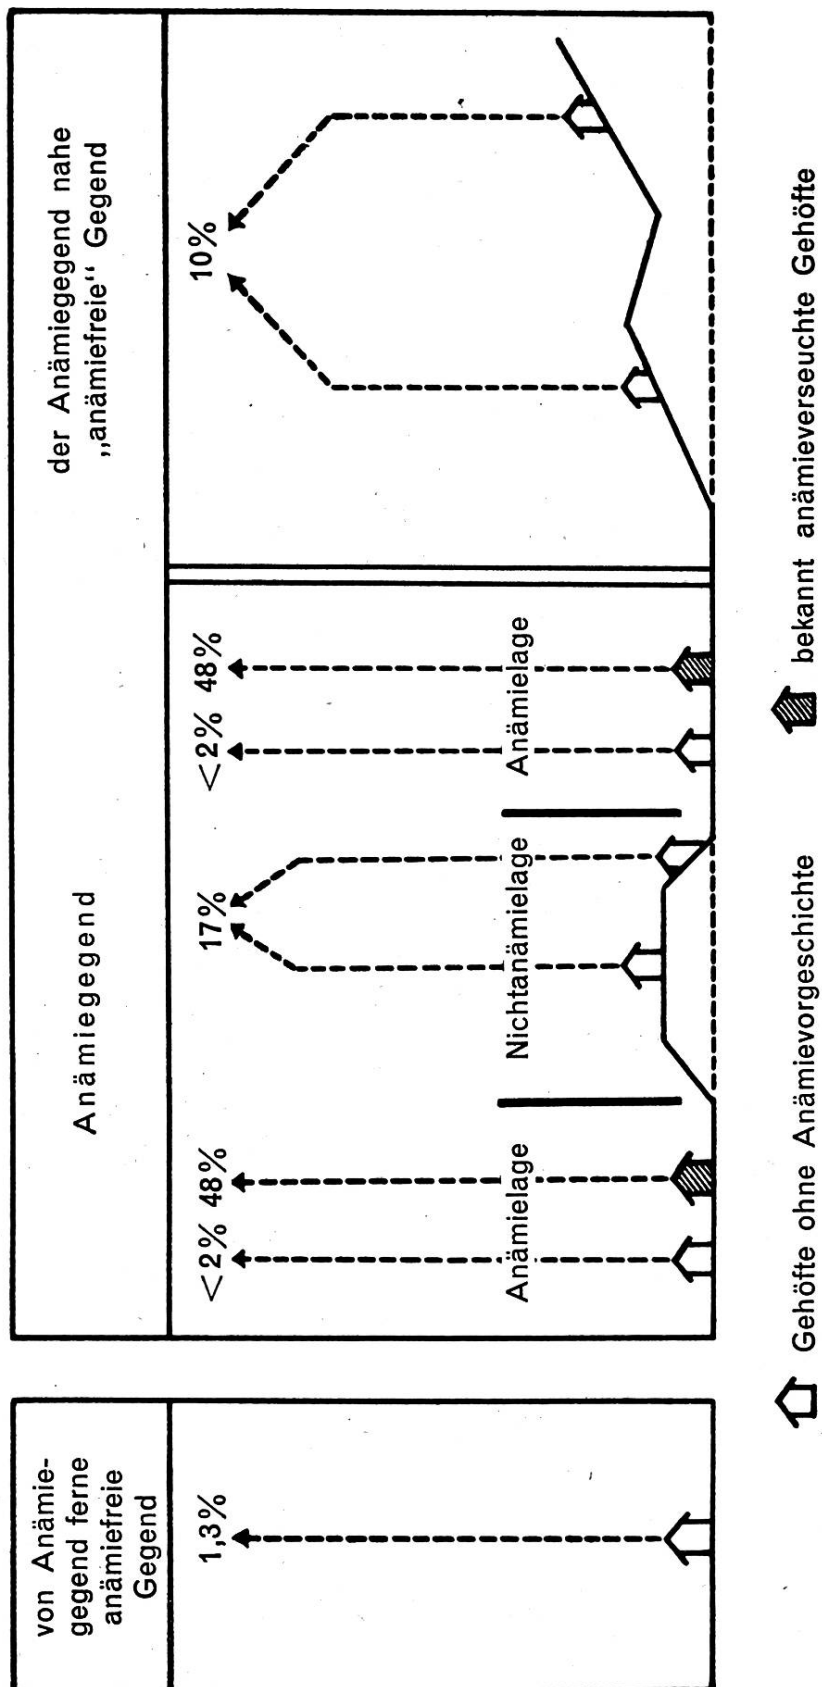 von Anämie-
gegend ferne
anämiefreie
Gegend
Anämiegegend
der Anämiegegend nahe
„anämiefreie“ Gegend
1,3%
<2% 48%
17%
<2% 48%
10%
Anämielage
Nichtanämielage
Anämielage
Gehöfte ohne Anämievorgeschichte
bekannt anämieverseuchte Gehöfte